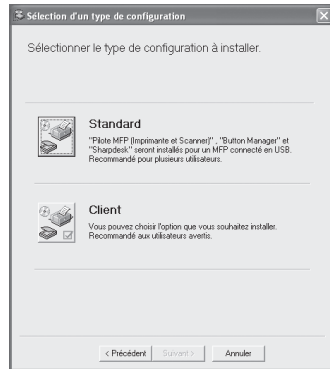 Sélection d'un type de configuration
Sélectionner le type de configuration à installer.
Standard
"Pilote MFP (Imprimante et Scanner)" , "Button Manager" et
"Sharpdesk" seront installés pour un MFP connecté en USB.
Recommandé pour plusieurs utilisateurs.
Client
Vous pouvez choisir l'option que vous souhaitez installer.
Recommandé aux utilisateurs avertis.
< Précédent Suivant > Annuler